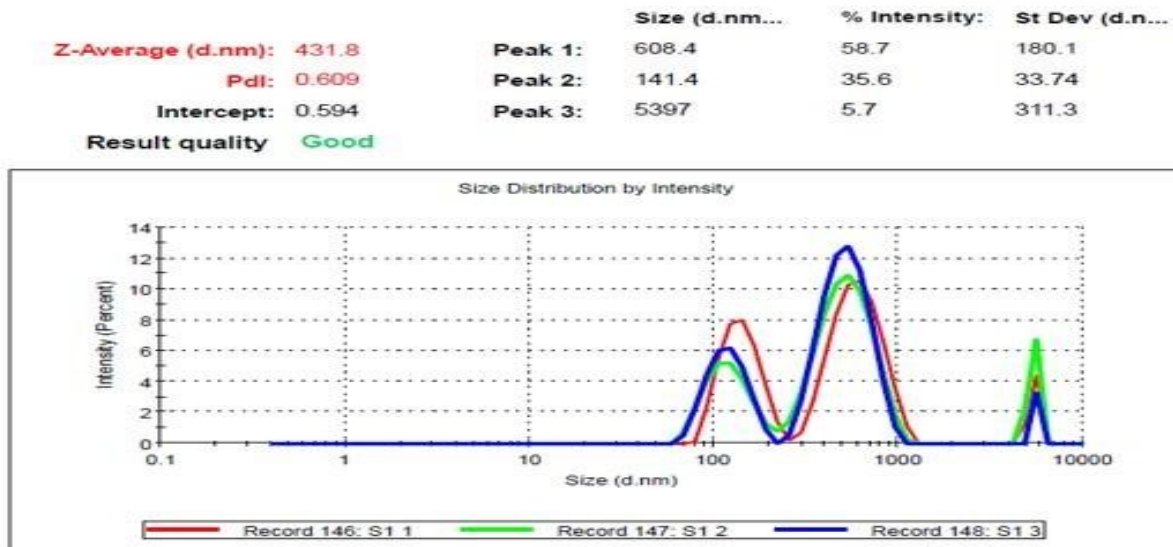 Size (d.nm... % Intensity: St Dev (d.n...
Z-Average (d.nm): 431.8 Peak 1: 608.4 58.7 180.1
PdI: 0.609 Peak 2: 141.4 35.6 33.74
Intercept: 0.594 Peak 3: 5397 5.7 311.3
Result quality Good
Size Distribution by Intensity
Intensity (Percent)
14
12
10
8
6
4
2
0
0.1 1 10 100 1000 10000
Size (d.nm)
Record 146: S1 1 Record 147: S1 2 Record 148: S1 3